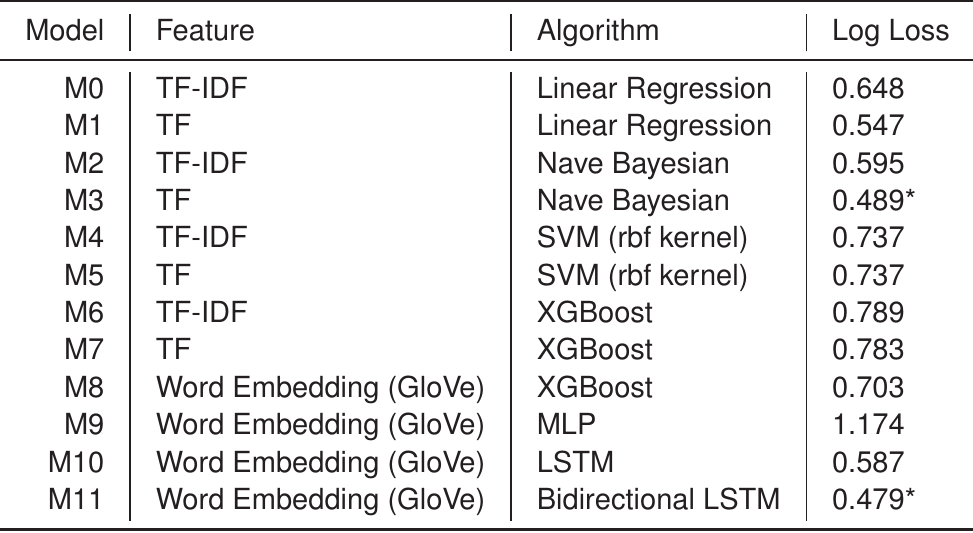 Model Feature Algorithm Log Loss
M0 TF-IDF Linear Regression 0.648
M1 TF Linear Regression 0.547
M2 TF-IDF Nave Bayesian 0.595
M3 TF Nave Bayesian 0.489*
M4 TF-IDF SVM (rbf kernel) 0.737
M5 TF SVM (rbf kernel) 0.737
M6 TF-IDF XGBoost 0.789
M7 TF XGBoost 0.783
M8 Word Embedding (GloVe) XGBoost 0.703
M9 Word Embedding (GloVe) MLP 1.174
M10 Word Embedding (GloVe) LSTM 0.587
M11 Word Embedding (GloVe) Bidirectional LSTM 0.479*